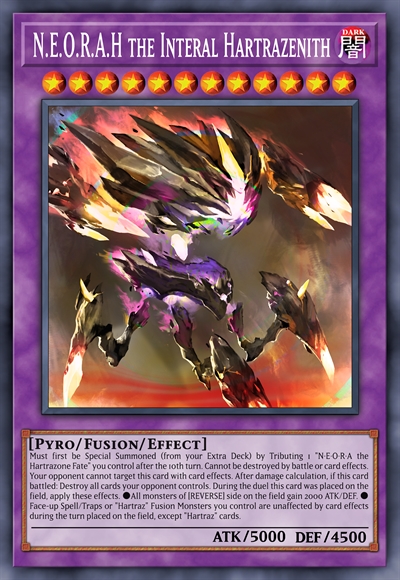 N.E.O.R.A.H the Interal Hartrazenith
DARK
闇
[Pyro/Fusion/Effect]
Must first be Special Summoned (from your Extra Deck) by Tributing 1 "N-E-O-R-A the
Hartrazone Fate" you control after the 10th turn. Cannot be destroyed by battle or card effects.
Your opponent cannot target this card with card effects. After damage calculation, if this card
battled: Destroy all cards your opponent controls. During the duel this card was placed on the
field, apply these effects. ●All monsters of [REVERSE] side on the field gain 2000 ATK/DEF. ●
Face-up Spell/Traps or "Hartraz" Fusion Monsters you control are unaffected by card effects
during the turn placed on the field, except "Hartraz" cards.
ATK/5000 DEF/4500